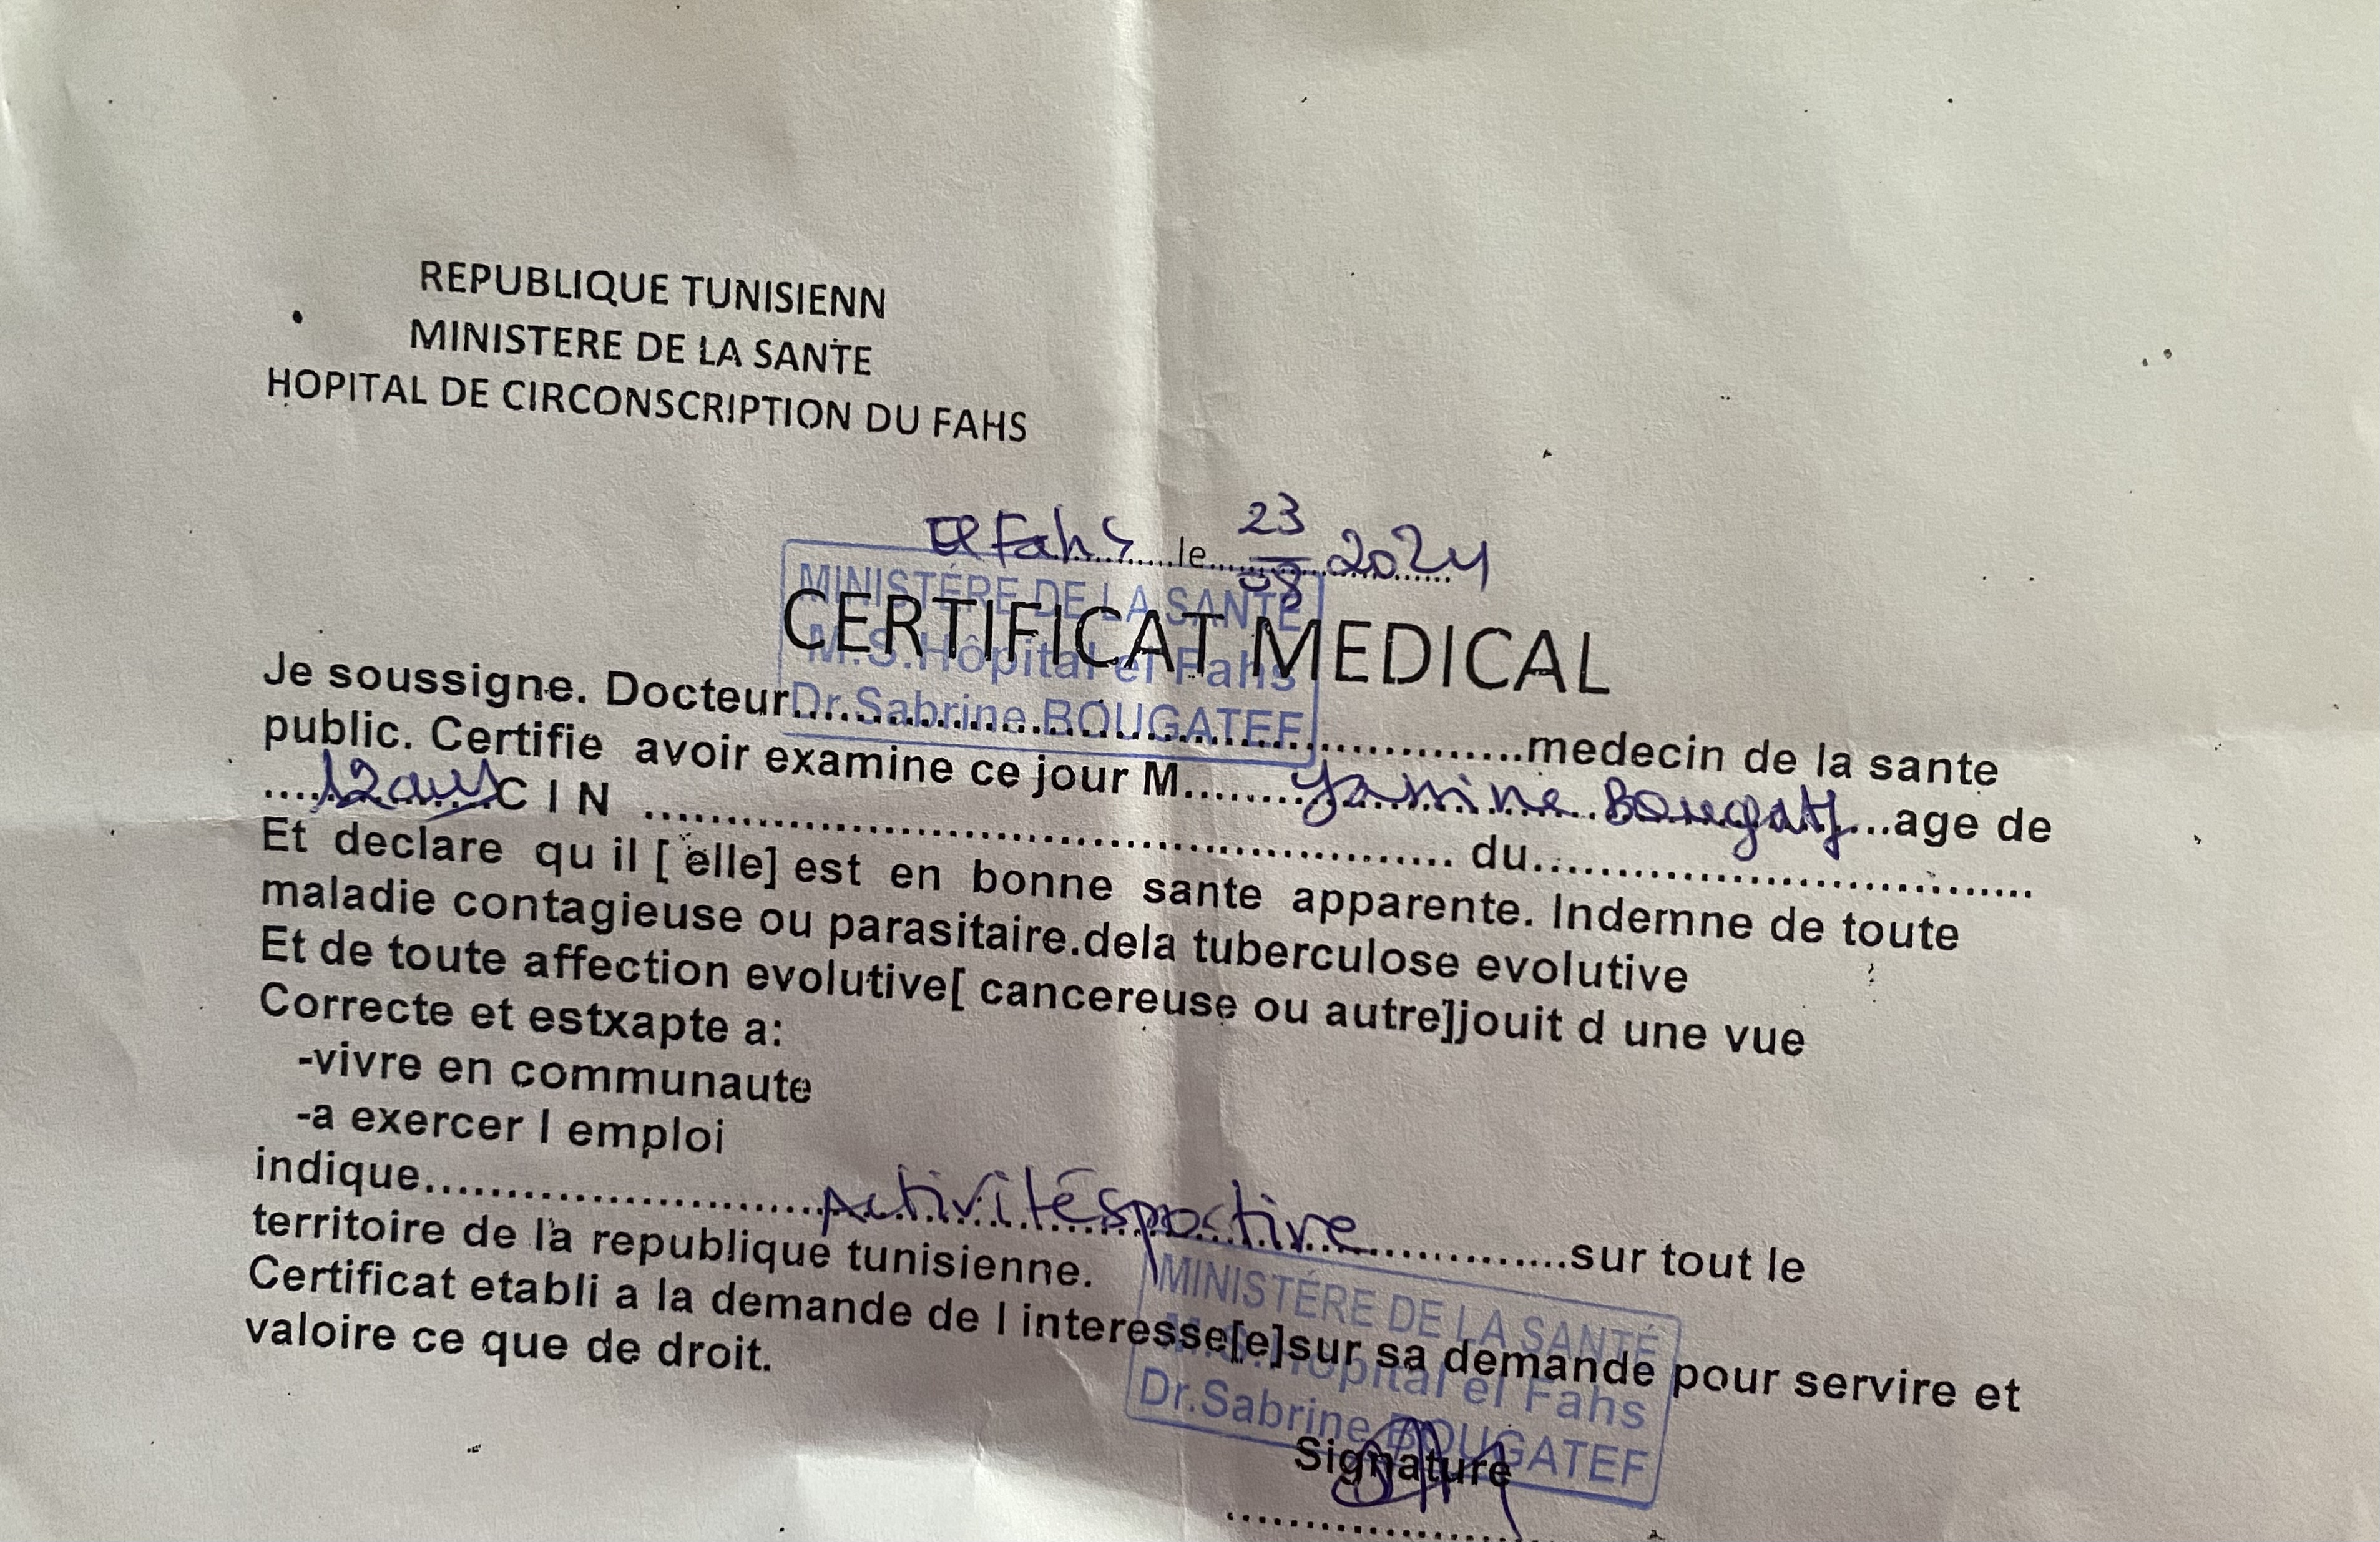 REPUBLIQUE TUNISIENN
MINISTERE DE LA SANTE
HOPITAL DE CIRCONSCRIPTION DU FAHS
El Fahs le 23/08 2024
MINISTÉRE DE LA SANTÉ
M.S.Hôpital el Fahs
Dr.Sabrine BOUGATEF
CERTIFICAT MEDICAL
Je soussigne. Docteur medecin de la sante
public. Certifie avoir examine ce jour M Yassine Bougatf age de
12 ans C I N du
Et declare qu il [ elle] est en bonne sante apparente. Indemne de toute
maladie contagieuse ou parasitaire.dela tuberculose evolutive
Et de toute affection evolutive[ cancereuse ou autre]jouit d une vue
Correcte et estxapte a:
-vivre en communaute
-a exercer l emploi
indique Activité sportive sur tout le
territoire de la republique tunisienne.
Certificat etabli a la demande de l interesse[e]sur sa demande pour servire et
valoire ce que de droit.
MINISTÉRE DE LA SANTÉ
M.S.Hôpital el Fahs
Dr.Sabrine BOUGATEF
Signature